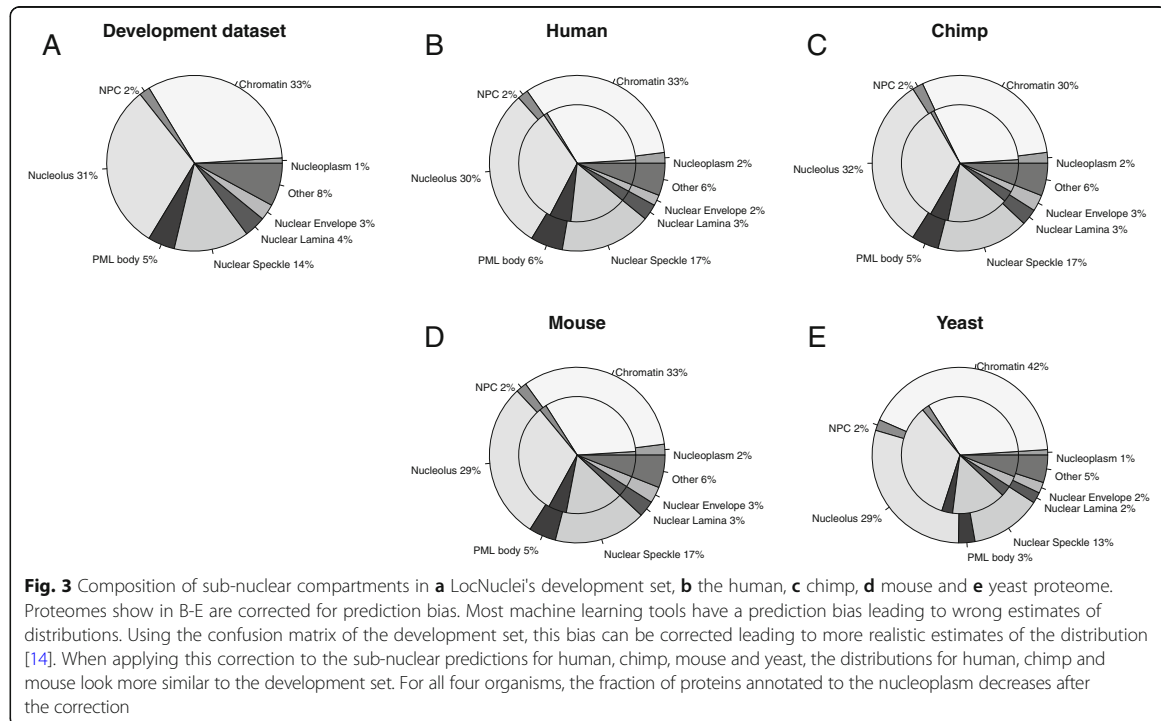 A
Development dataset
Chromatin 33%
NPC 2%
Nucleolus 31%
Nucleoplasm 1%
Other 8%
Nuclear Envelope 3%
Nuclear Lamina 4%
Nuclear Speckle 14%
PML body 5%
B
Human
Chromatin 33%
NPC 2%
Nucleolus 30%
Nucleoplasm 2%
Other 6%
Nuclear Envelope 2%
Nuclear Lamina 3%
Nuclear Speckle 17%
PML body 6%
C
Chimp
Chromatin 30%
NPC 2%
Nucleolus 32%
Nucleoplasm 2%
Other 6%
Nuclear Envelope 3%
Nuclear Lamina 3%
Nuclear Speckle 17%
PML body 5%
D
Mouse
Chromatin 33%
NPC 2%
Nucleolus 29%
Nucleoplasm 2%
Other 6%
Nuclear Envelope 3%
Nuclear Lamina 3%
Nuclear Speckle 17%
PML body 5%
E
Yeast
Chromatin 42%
NPC 2%
Nucleolus 29%
Nucleoplasm 1%
Other 5%
Nuclear Envelope 2%
Nuclear Lamina 2%
Nuclear Speckle 13%
PML body 3%
Fig. 3 Composition of sub-nuclear compartments in a LocNuclei's development set, b the human, c chimp, d mouse and e yeast proteome.
Proteomes show in B-E are corrected for prediction bias. Most machine learning tools have a prediction bias leading to wrong estimates of
distributions. Using the confusion matrix of the development set, this bias can be corrected leading to more realistic estimates of the distribution
[14]. When applying this correction to the sub-nuclear predictions for human, chimp, mouse and yeast, the distributions for human, chimp and
mouse look more similar to the development set. For all four organisms, the fraction of proteins annotated to the nucleoplasm decreases after
the correction